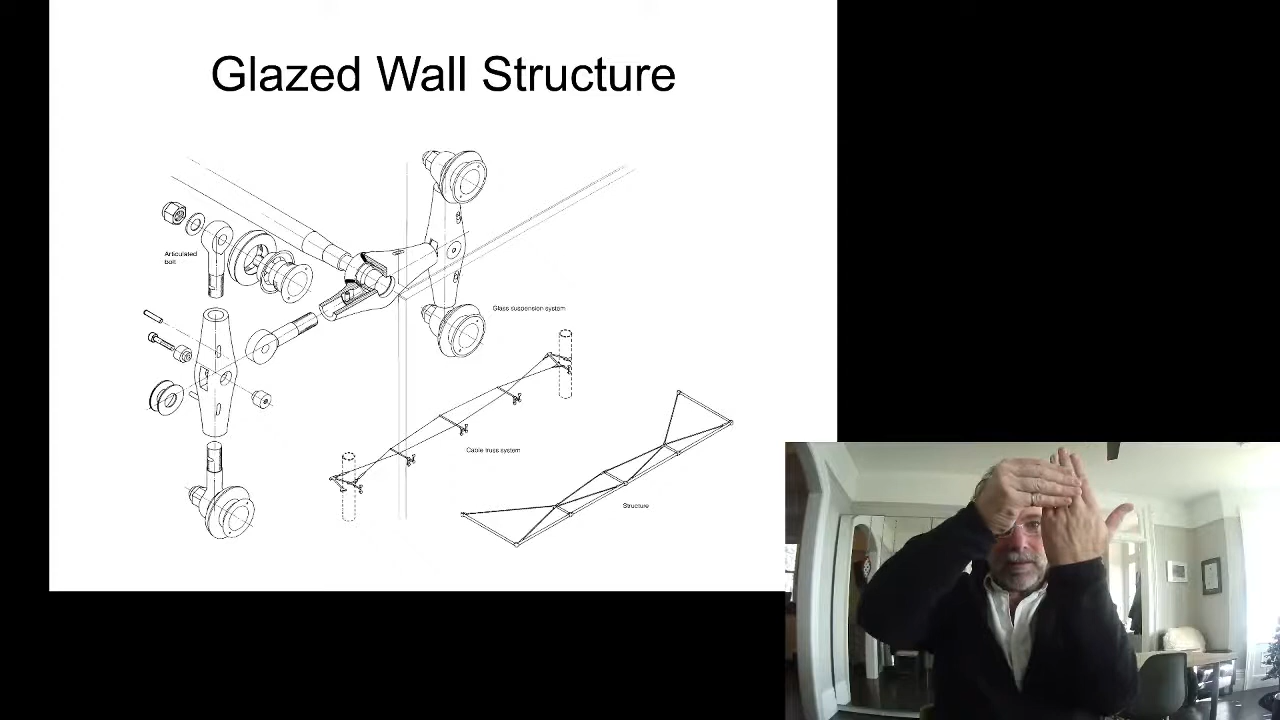 Glazed Wall Structure
Articulated
bolt
Glass suspension system
Cable truss system
Structure